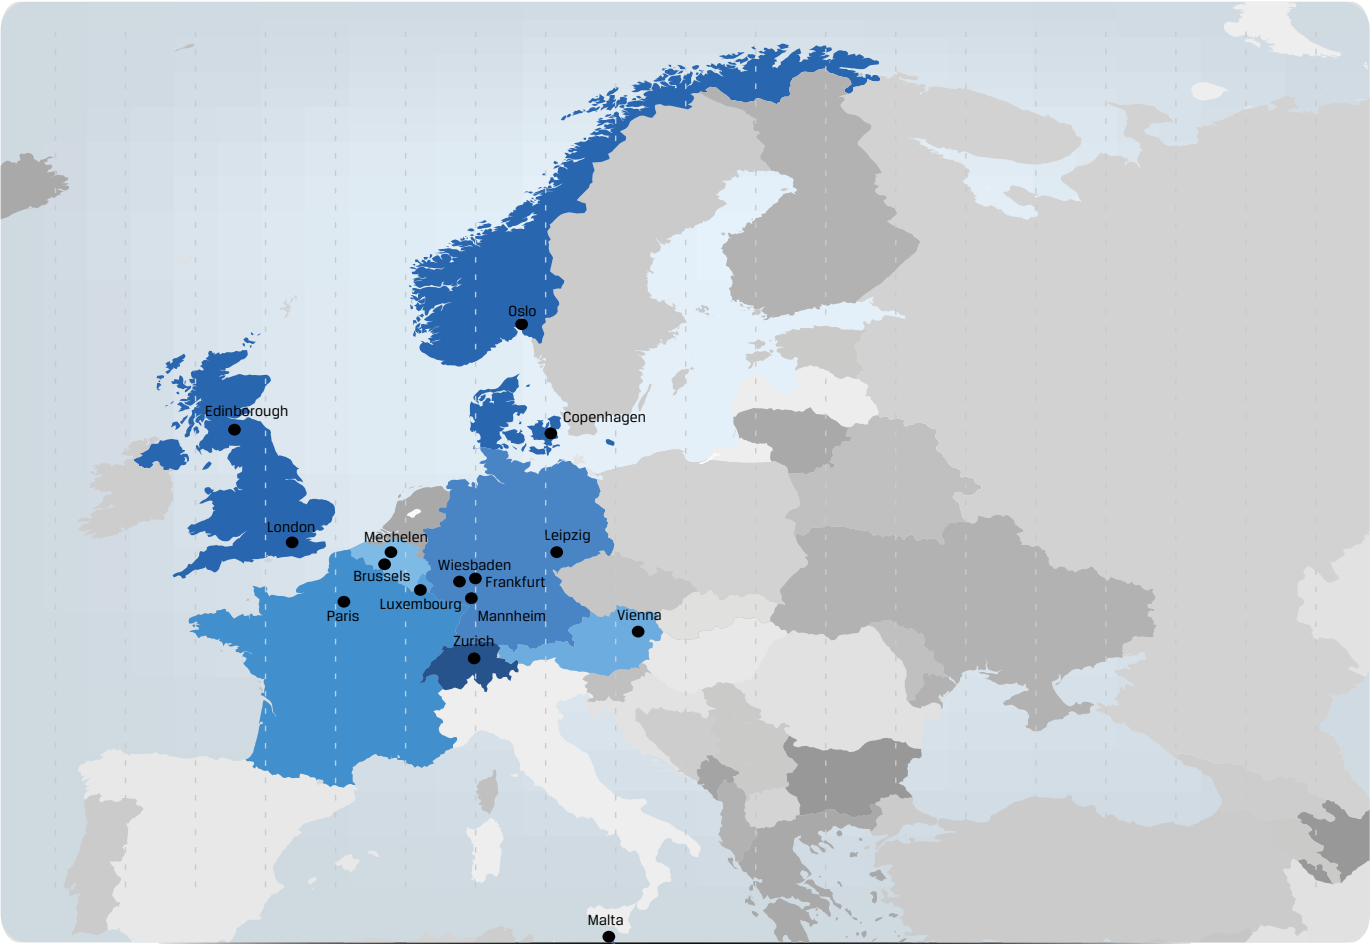 Oslo
Edinborough
Copenhagen
London
Mechelen
Leipzig
Wiesbaden
Brussels
Frankfurt
Luxembourg
Paris
Mannheim
Vienna
Zurich
Malta